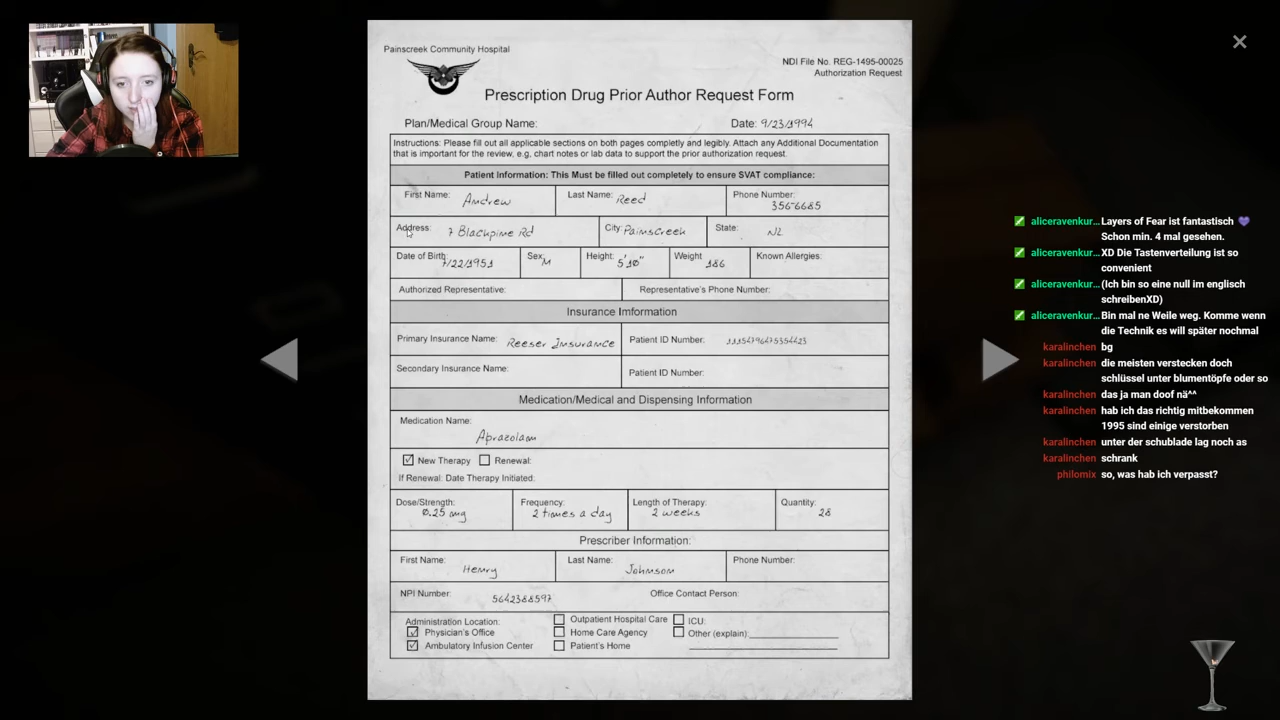 Painscreek Community Hospital
NDI File No. REG-1495-00025
Authorization Request
Prescription Drug Prior Author Request Form
Plan/Medical Group Name:
Date: 9/23/1994
Instructions: Please fill out all applicable sections on both pages completly and legibly. Attach any Additional Documentation
that is important for the review, e.g, chart notes or lab data to support the prior authorization request.
Patient Information: This Must be filled out completely to ensure SVAT compliance:
First Name: Andrew
Last Name: Reed
Phone Number: 356-6685
Address: 7 Blackpine Rd
City: Painscreek
State:
Date of Birth: 7/22/1951
Sex: M
Height: 5'10"
Weight 186
Known Allergies:
Authorized Representative:
Representative's Phone Number:
Insurance Information
Primary Insurance Name: Reeser Insurance
Patient ID Number:
Secondary Insurance Name:
Patient ID Number:
Medication/Medical and Dispensing Information
Medication Name:
Aprazolam
New Therapy
Renewal:
If Renewal: Date Therapy Initiated:
Dose/Strength: 0.25 mg
Frequency: 2 times a day
Length of Therapy: 2 weeks
Quantity: 28
Prescriber Information:
First Name: Henry
Last Name: Johnson
Phone Number:
NPI Number: 5642388597
Office Contact Person:
Administration Location:
Physician's Office
Ambulatory Infusion Center
Outpatient Hospital Care
Home Care Agency
Patient's Home
ICU:
Other (explain):
aliceravenkur... Layers of Fear ist fantastisch 💜
Schon min. 4 mal gesehen.
aliceravenkur... XD Die Tastenverteilung ist so
convenient
aliceravenkur... (Ich bin so eine null im englisch
schreibenXD)
aliceravenkur... Bin mal ne Weile weg. Komme wenn
die Technik es will später nochmal
karalinchen bg
karalinchen die meisten verstecken doch
schlüssel unter blumentöpfe oder so
karalinchen das ja man doof nä^^
karalinchen hab ich das richtig mitbekommen
1995 sind einige verstorben
karalinchen unter der schublade lag noch as
karalinchen schrank
philomix so, was hab ich verpasst?